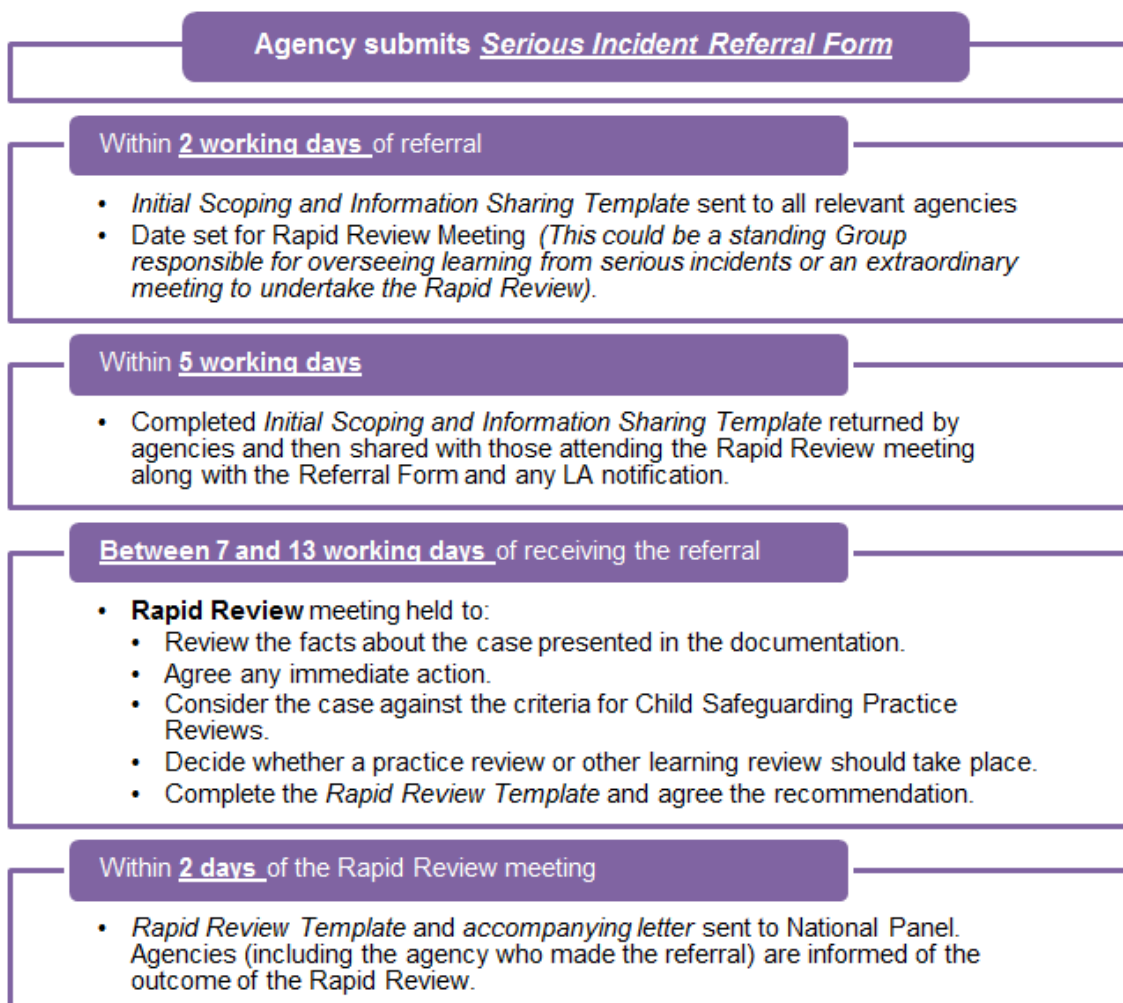 Agency submits Serious Incident Referral Form
Within 2 working days of referral
• Initial Scoping and Information Sharing Template sent to all relevant agencies
• Date set for Rapid Review Meeting (This could be a standing Group
responsible for overseeing learning from serious incidents or an extraordinary
meeting to undertake the Rapid Review).
Within 5 working days
• Completed Initial Scoping and Information Sharing Template returned by
agencies and then shared with those attending the Rapid Review meeting
along with the Referral Form and any LA notification.
Between 7 and 13 working days of receiving the referral
• Rapid Review meeting held to:
• Review the facts about the case presented in the documentation.
• Agree any immediate action.
• Consider the case against the criteria for Child Safeguarding Practice
Reviews.
• Decide whether a practice review or other learning review should take place.
• Complete the Rapid Review Template and agree the recommendation.
Within 2 days of the Rapid Review meeting
• Rapid Review Template and accompanying letter sent to National Panel.
Agencies (including the agency who made the referral) are informed of the
outcome of the Rapid Review.